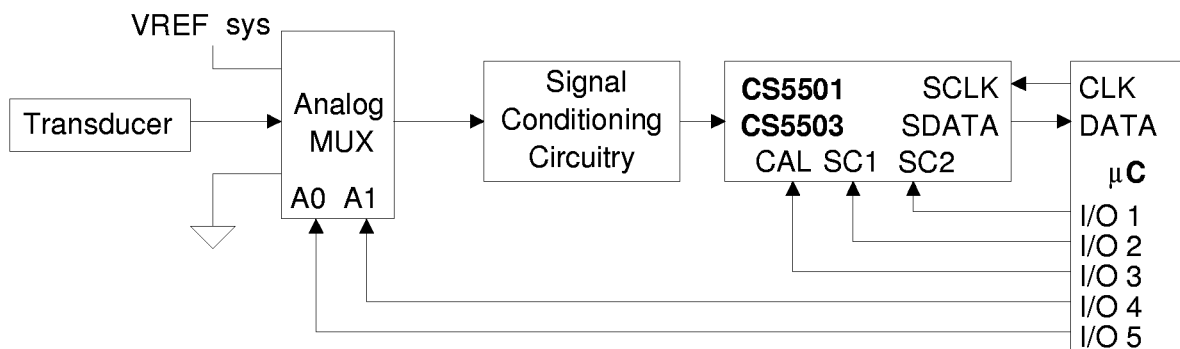 VREF sys
Transducer
Analog
MUX
A0 A1
Signal
Conditioning
Circuitry
CS5501 SCLK
CS5503 SDATA
CAL SC1 SC2
CLK
DATA
µC
I/O 1
I/O 2
I/O 3
I/O 4
I/O 5